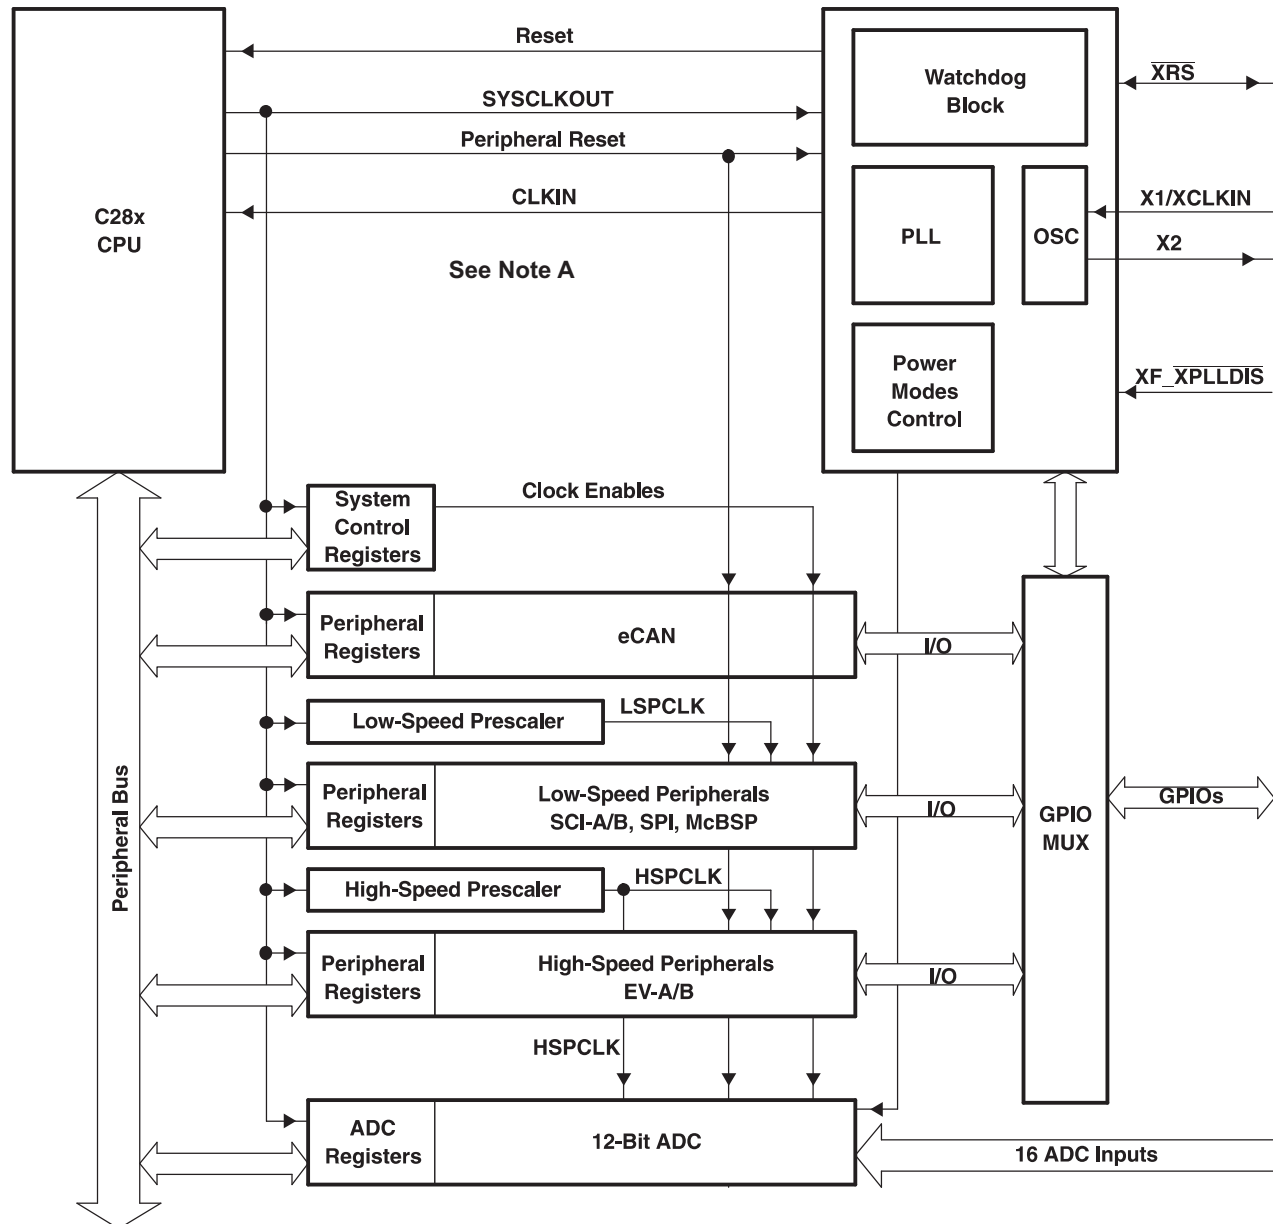 Reset
Watchdog
Block
XRS
SYSCLKOUT
Peripheral Reset
C28x
CPU
CLKIN
PLL
OSC
X1/XCLKIN
X2
See Note A
Power
Modes
Control
XF_XPLLDIS
System
Control
Registers
Clock Enables
Peripheral
Registers
eCAN
I/O
Low-Speed Prescaler
LSPCLK
Peripheral Bus
Peripheral
Registers
Low-Speed Peripherals
SCI-A/B, SPI, McBSP
I/O
GPIO
MUX
GPIOs
High-Speed Prescaler
HSPCLK
Peripheral
Registers
High-Speed Peripherals
EV-A/B
I/O
HSPCLK
ADC
Registers
12-Bit ADC
16 ADC Inputs